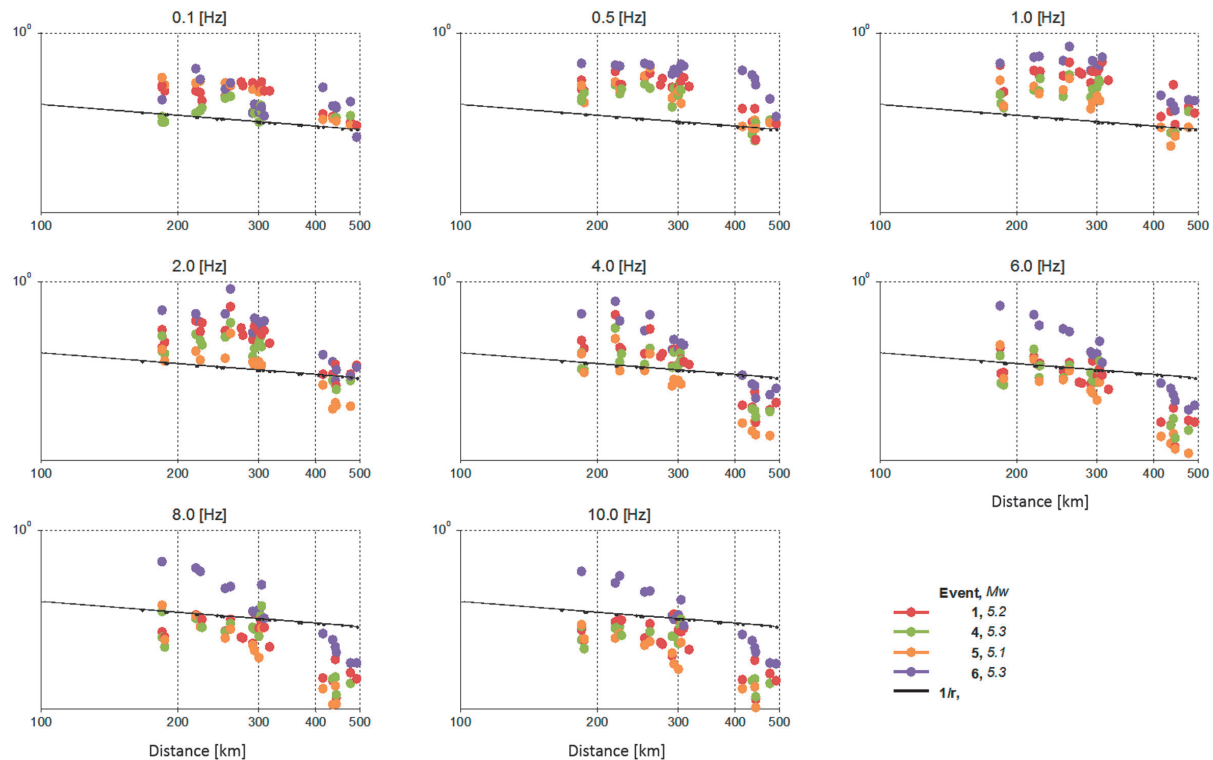 0.1 [Hz]
0.5 [Hz]
1.0 [Hz]
10⁰
10⁰
10⁰
100 200 300 400 500
100 200 300 400 500
100 200 300 400 500
2.0 [Hz]
4.0 [Hz]
6.0 [Hz]
10⁰
10⁰
10⁰
100 200 300 400 500
100 200 300 400 500
100 200 300 400 500
Distance [km]
8.0 [Hz]
10.0 [Hz]
10⁰
10⁰
100 200 300 400 500
100 200 300 400 500
Distance [km]
Distance [km]
Event, Mw
1, 5.2
4, 5.3
5, 5.1
6, 5.3
1/r,